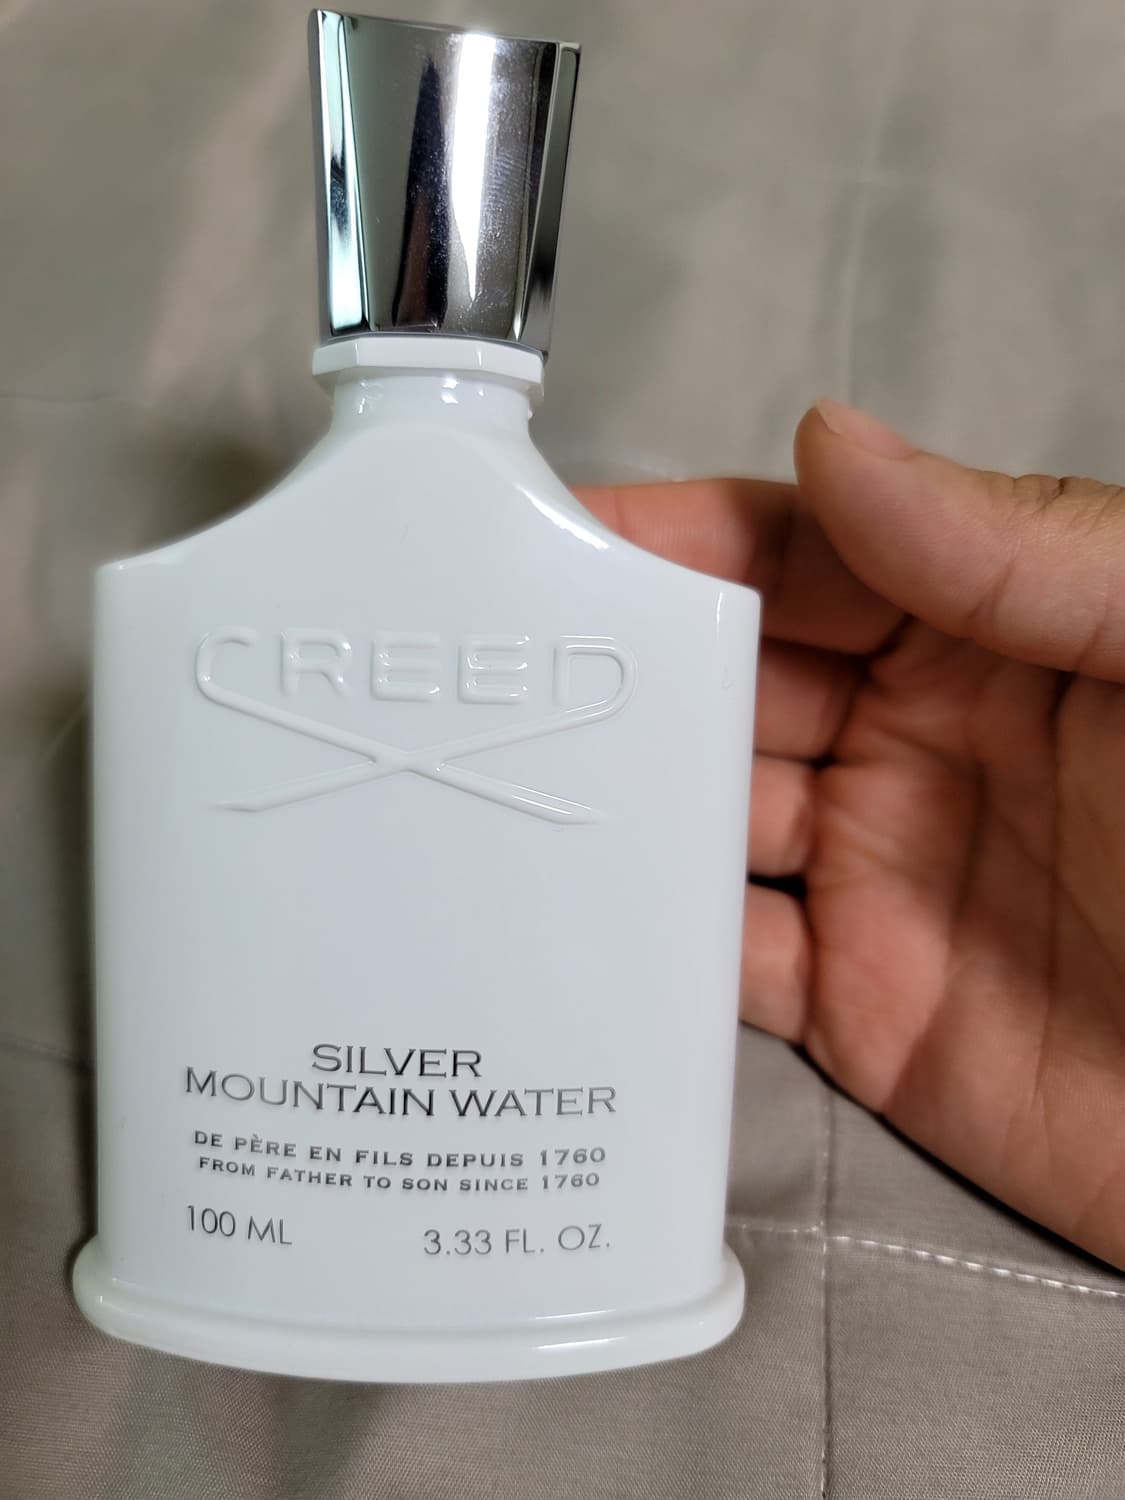 CREED
SILVER
MOUNTAIN WATER
DE PÈRE EN FILS DEPUIS 1760
FROM FATHER TO SON SINCE 1760
100 ML 3.33 FL. OZ.